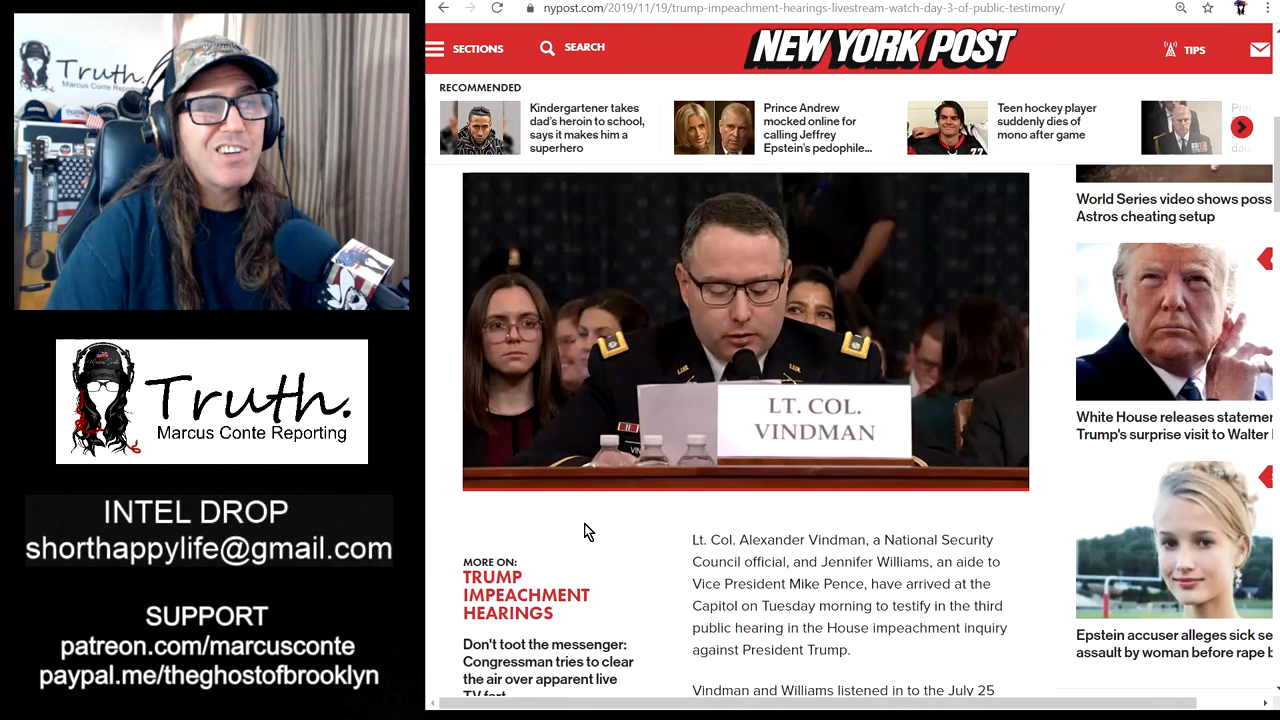 Truth.
Marcus Conte Reporting
Truth.
Marcus Conte Reporting
INTEL DROP
shorthappylife@gmail.com
SUPPORT
patreon.com/marcusconte
paypal.me/theghostofbrooklyn
nypost.com/2019/11/19/trump-impeachment-hearings-livestream-watch-day-3-of-public-testimony/
SECTIONS
SEARCH
NEW YORK POST
TIPS
RECOMMENDED
Kindergartener takes
dad's heroin to school,
says it makes him a
superhero
Prince Andrew
mocked online for
calling Jeffrey
Epstein's pedophile...
Teen hockey player
suddenly dies of
mono after game
77
LT. COL.
VINDMAN
MORE ON:
TRUMP
IMPEACHMENT
HEARINGS
Don't toot the messenger:
Congressman tries to clear
the air over apparent live
TV fart
Lt. Col. Alexander Vindman, a National Security
Council official, and Jennifer Williams, an aide to
Vice President Mike Pence, have arrived at the
Capitol on Tuesday morning to testify in the third
public hearing in the House impeachment inquiry
against President Trump.
Vindman and Williams listened in to the July 25
World Series video shows poss
Astros cheating setup
White House releases statemen
Trump's surprise visit to Walter
Epstein accuser alleges sick se
assault by woman before rape b